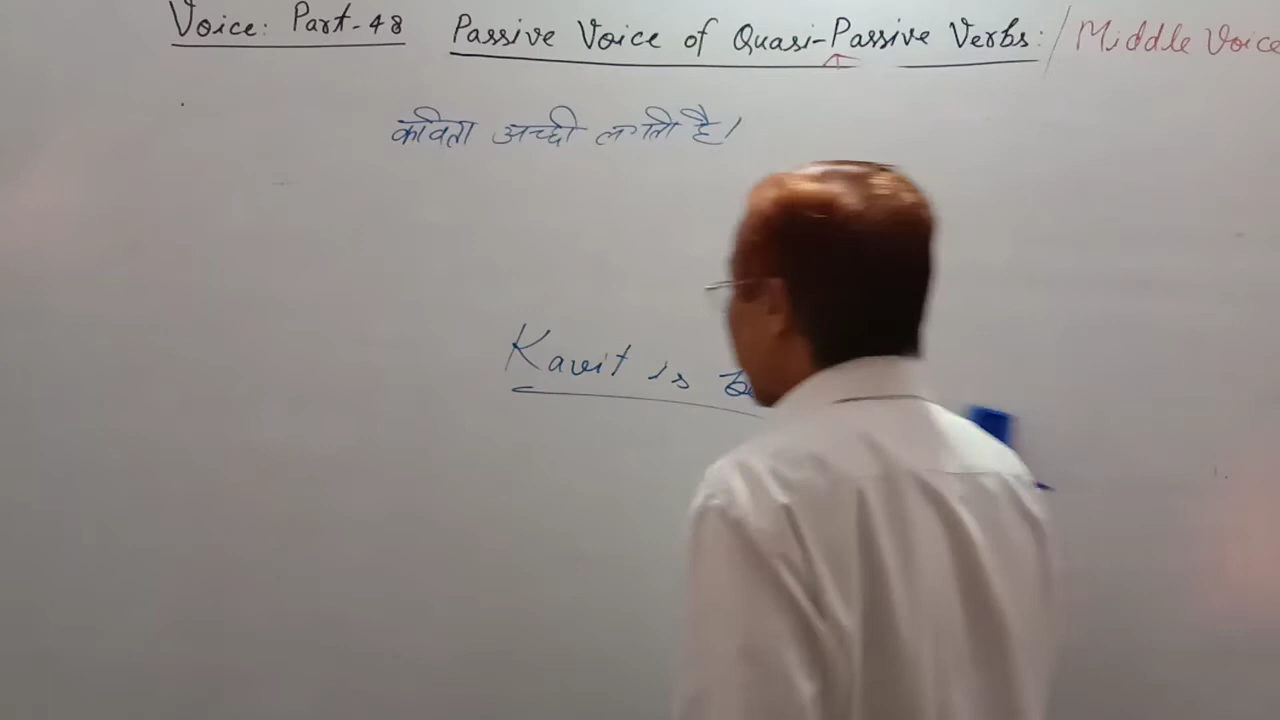 Voice: Part-48 Passive Voice of Quasi-Passive Verbs: / Middle Voice
कविता अच्छी लगती है।
Kavit is